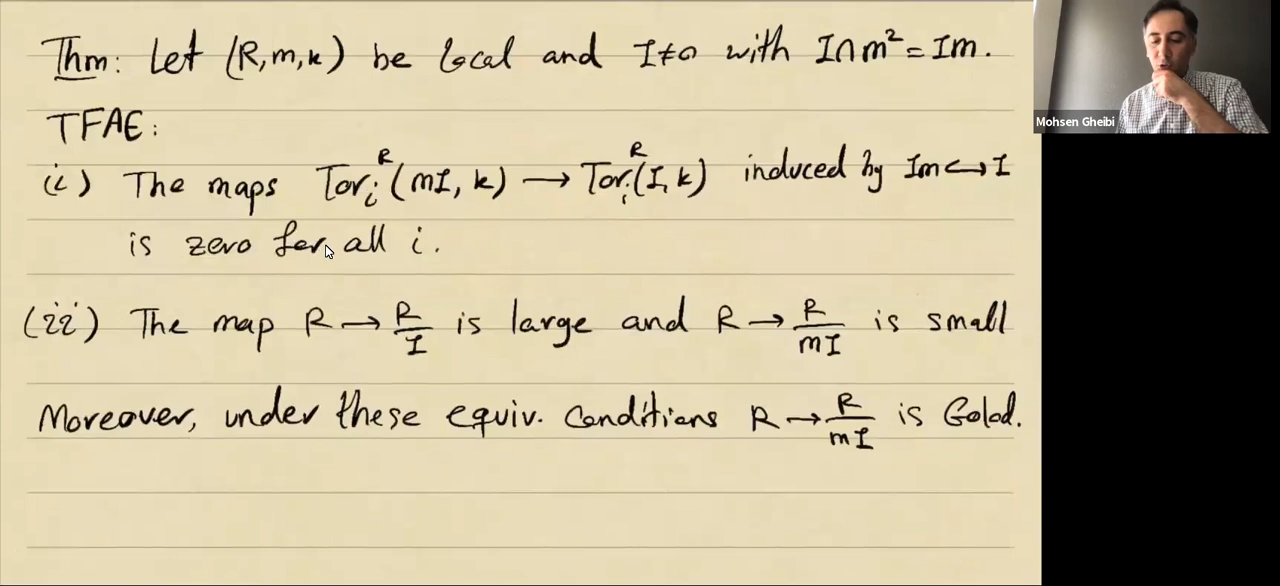 Thm: Let (R,m,k) be local and I≠0 with I∩m²=Im.
TFAE:
(i) The maps Torᵢᴿ(mI, k) → Torᵢᴿ(I, k) induced by Im↪I
is zero for all i.
(ii) The map R → R/I is large and R → R/mI is small
Moreover, under these equiv. conditions R → R/mI is Golod.
Mohsen Gheibi